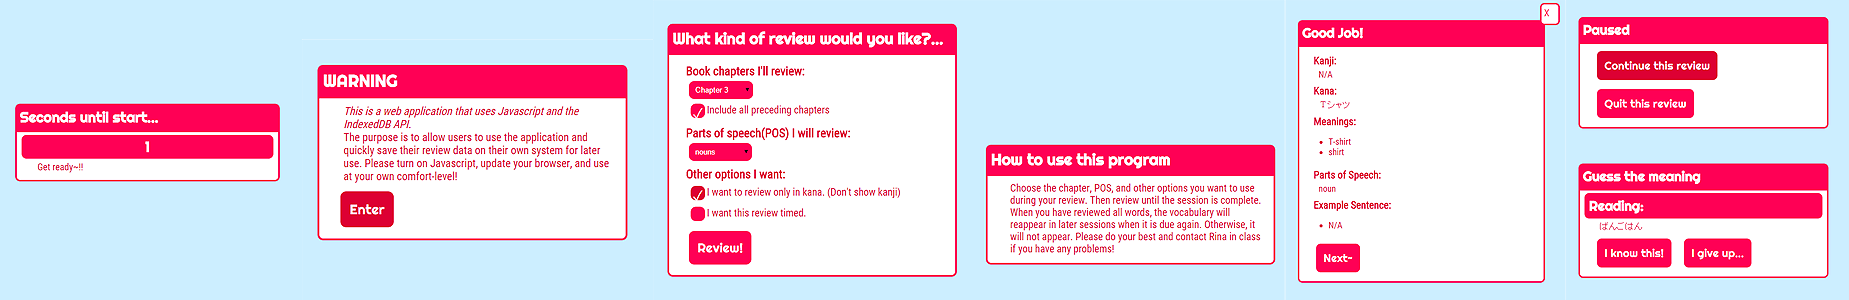 Seconds until start...
1
Get ready~!!
WARNING
This is a web application that uses Javascript and the
IndexedDB API.
The purpose is to allow users to use the application and
quickly save their review data on their own system for later
use. Please turn on Javascript, update your browser, and use
at your own comfort-level!
Enter
What kind of review would you like?...
Book chapters I'll review:
Chapter 3
Include all preceding chapters
Parts of speech(POS) I will review:
nouns
Other options I want:
I want to review only in kana. (Don't show kanji)
I want this review timed.
Review!
How to use this program
Choose the chapter, POS, and other options you want to use
during your review. Then review until the session is complete.
When you have reviewed all words, the vocabulary will
reappear in later sessions when it is due again. Otherwise, it
will not appear. Please do your best and contact Rina in class
if you have any problems!
X
Good Job!
Kanji:
N/A
Kana:
Tシャツ
Meanings:
• T-shirt
• shirt
Parts of Speech:
noun
Example Sentence:
• N/A
Next~
Paused
Continue this review
Quit this review
Guess the meaning
Reading:
ばんごはん
I know this! I give up...